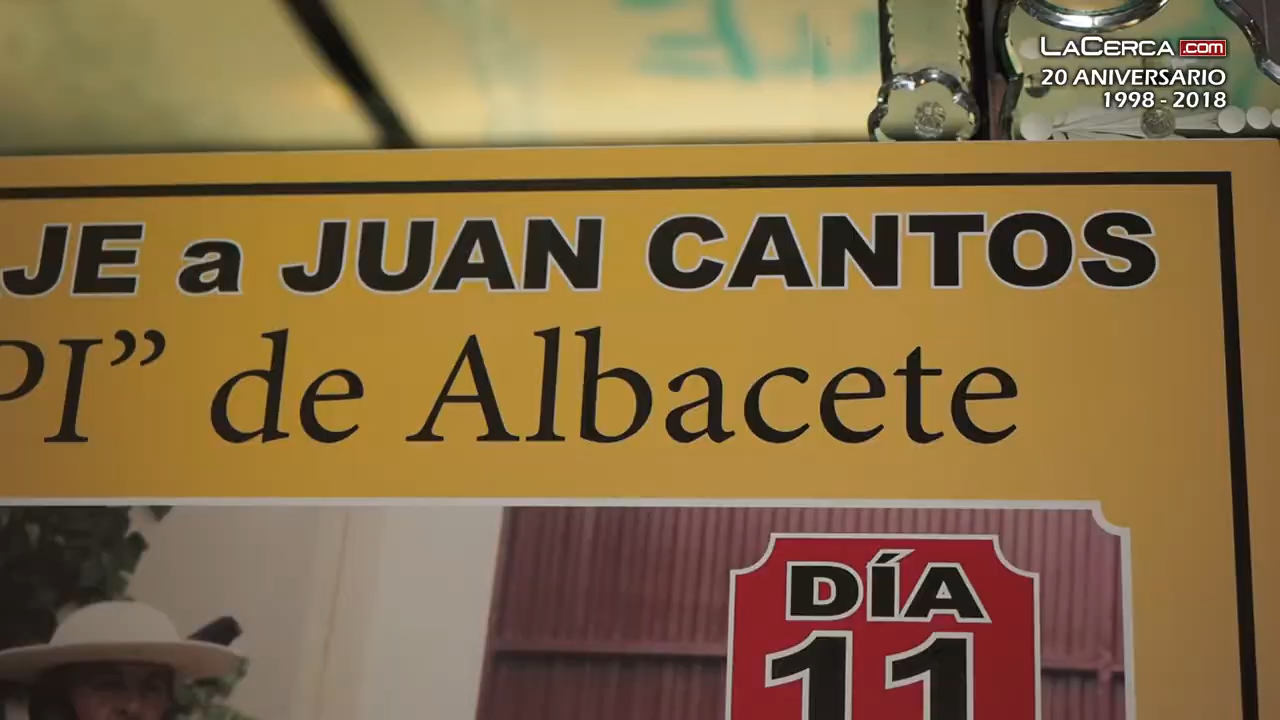 LACERCA.com
20 ANIVERSARIO
1998 - 2018
JE a JUAN CANTOS
PI” de Albacete
DÍA
11